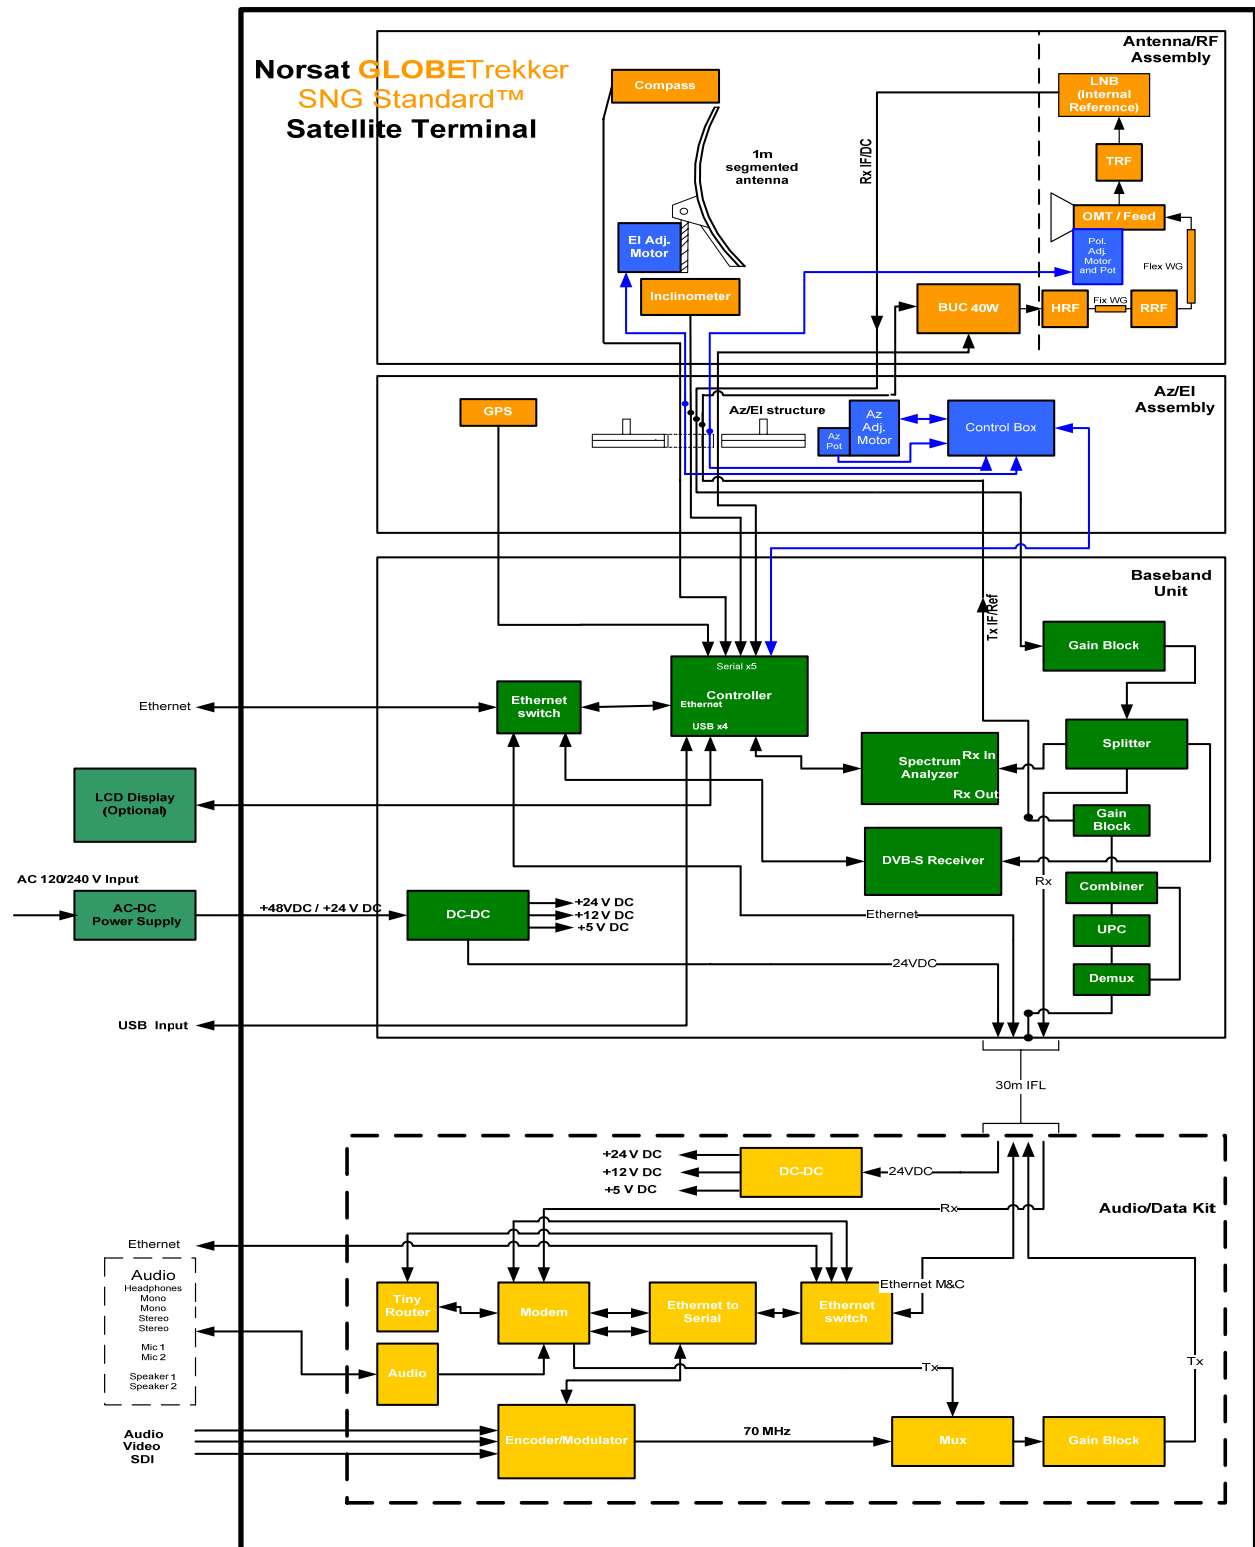 Norsat GLOBETrekker
SNG Standard™
Satellite Terminal
Antenna/RF
Assembly
Compass
LNB
(Internal
Reference)
1m
segmented
antenna
Rx IF/DC
TRF
OMT / Feed
El Adj.
Motor
Pol.
Adj.
Motor
and Pot
Flex WG
Inclinometer
BUC 40W
HRF
Fix WG
RRF
Az/El
Assembly
GPS
Az/El structure
Az
Adj.
Motor
Az
Pot
Control Box
Baseband
Unit
Tx IF/Ref
Gain Block
Serial x5
Controller
Ethernet
USB x4
Ethernet
Ethernet
switch
Splitter
Spectrum
Analyzer
Rx In
Rx Out
LCD Display
(Optional)
Gain
Block
DVB-S Receiver
Rx
AC 120/240 V Input
AC-DC
Power Supply
+48VDC / +24 V DC
DC-DC
+24 V DC
+12 V DC
+5 V DC
Ethernet
Combiner
UPC
24VDC
Demux
USB Input
30m IFL
+24 V DC
+12 V DC
+5 V DC
DC-DC
24VDC
Rx
Audio/Data Kit
Ethernet
Audio
Headphones
Mono
Mono
Stereo
Stereo
Mic 1
Mic 2
Speaker 1
Speaker 2
Tiny
Router
Modem
Ethernet to
Serial
Ethernet
switch
Ethernet M&C
Audio
Tx
Tx
Audio
Video
SDI
Encoder/Modulator
70 MHz
Mux
Gain Block